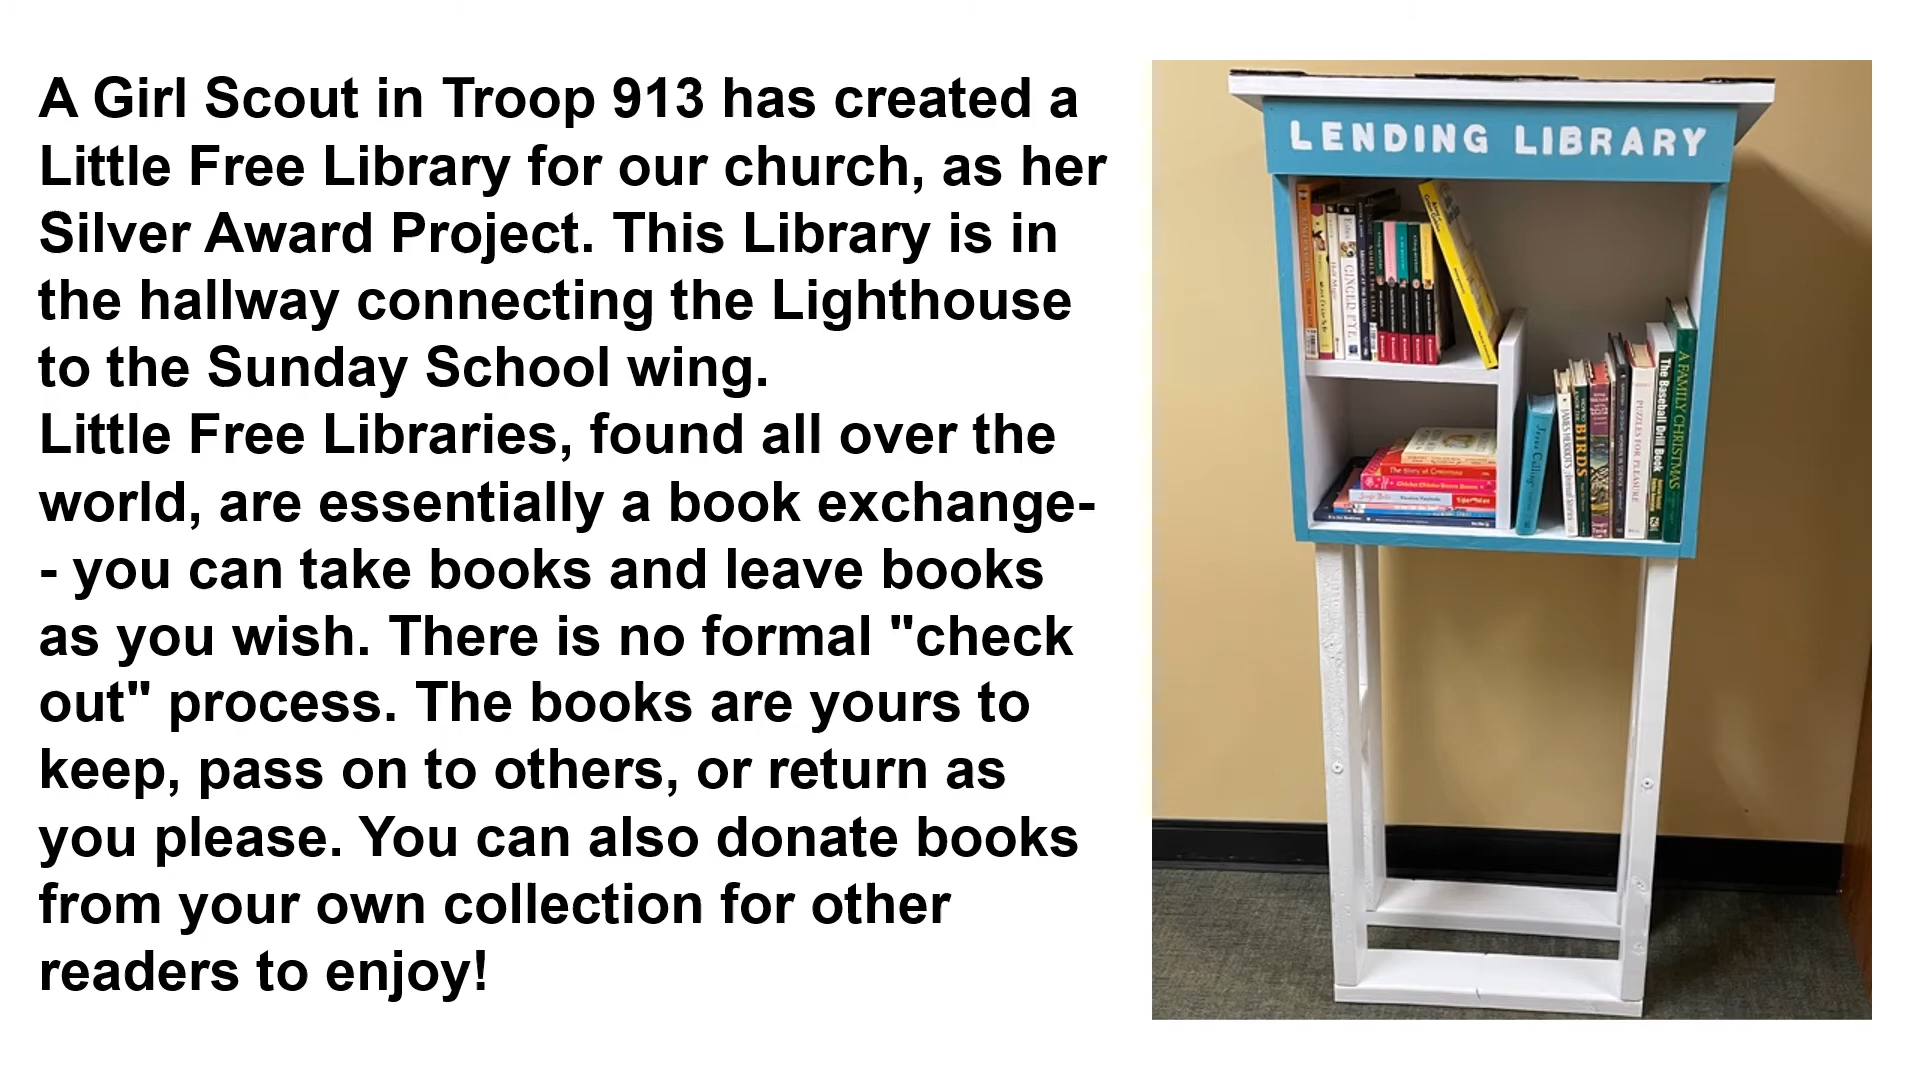 A Girl Scout in Troop 913 has created a
Little Free Library for our church, as her
Silver Award Project. This Library is in
the hallway connecting the Lighthouse
to the Sunday School wing.
Little Free Libraries, found all over the
world, are essentially a book exchange-
- you can take books and leave books
as you wish. There is no formal "check
out" process. The books are yours to
keep, pass on to others, or return as
you please. You can also donate books
from your own collection for other
readers to enjoy!
LENDING LIBRARY
GINGER PYE
Jesus Calling
BIRDS
PUZZLES FOR PLEASURE
The Baseball Drill Book
A FAMILY CHRISTMAS